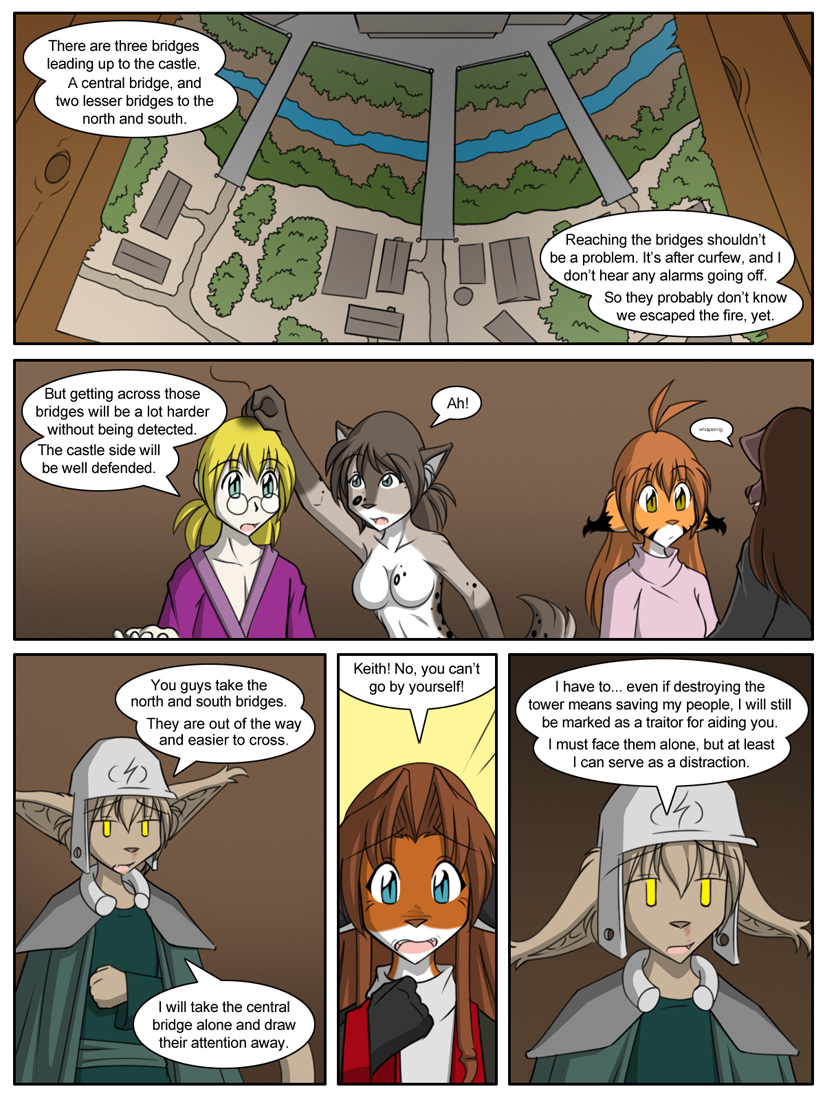 There are three bridges
leading up to the castle.
A central bridge, and
two lesser bridges to the
north and south.
Reaching the bridges shouldn't
be a problem. It's after curfew, and I
don't hear any alarms going off.
So they probably don't know
we escaped the fire, yet.
But getting across those
bridges will be a lot harder
without being detected.
The castle side will
be well defended.
Ah!
whispering
You guys take the
north and south bridges.
They are out of the way
and easier to cross.
I will take the central
bridge alone and draw
their attention away.
Keith! No, you can't
go by yourself!
I have to... even if destroying the
tower means saving my people, I will still
be marked as a traitor for aiding you.
I must face them alone, but at least
I can serve as a distraction.